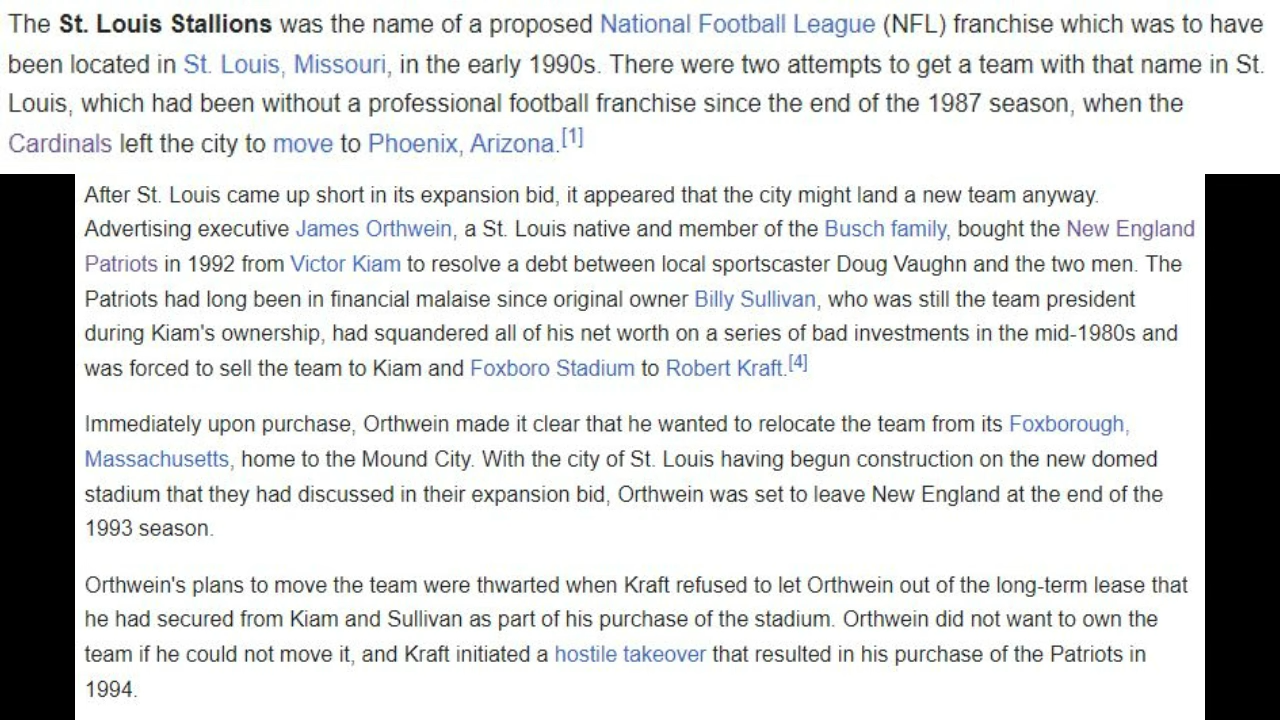 The St. Louis Stallions was the name of a proposed National Football League (NFL) franchise which was to have
been located in St. Louis, Missouri, in the early 1990s. There were two attempts to get a team with that name in St.
Louis, which had been without a professional football franchise since the end of the 1987 season, when the
Cardinals left the city to move to Phoenix, Arizona.[1]
After St. Louis came up short in its expansion bid, it appeared that the city might land a new team anyway.
Advertising executive James Orthwein, a St. Louis native and member of the Busch family, bought the New England
Patriots in 1992 from Victor Kiam to resolve a debt between local sportscaster Doug Vaughn and the two men. The
Patriots had long been in financial malaise since original owner Billy Sullivan, who was still the team president
during Kiam's ownership, had squandered all of his net worth on a series of bad investments in the mid-1980s and
was forced to sell the team to Kiam and Foxboro Stadium to Robert Kraft.[4]
Immediately upon purchase, Orthwein made it clear that he wanted to relocate the team from its Foxborough,
Massachusetts, home to the Mound City. With the city of St. Louis having begun construction on the new domed
stadium that they had discussed in their expansion bid, Orthwein was set to leave New England at the end of the
1993 season.
Orthwein's plans to move the team were thwarted when Kraft refused to let Orthwein out of the long-term lease that
he had secured from Kiam and Sullivan as part of his purchase of the stadium. Orthwein did not want to own the
team if he could not move it, and Kraft initiated a hostile takeover that resulted in his purchase of the Patriots in
1994.